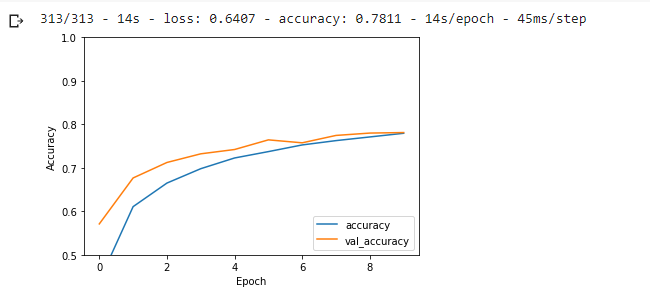 313/313 - 14s - loss: 0.6407 - accuracy: 0.7811 - 14s/epoch - 45ms/step
1.0
0.9
0.8
0.7
0.6
0.5
Accuracy
0 2 4 6 8
Epoch
accuracy
val_accuracy